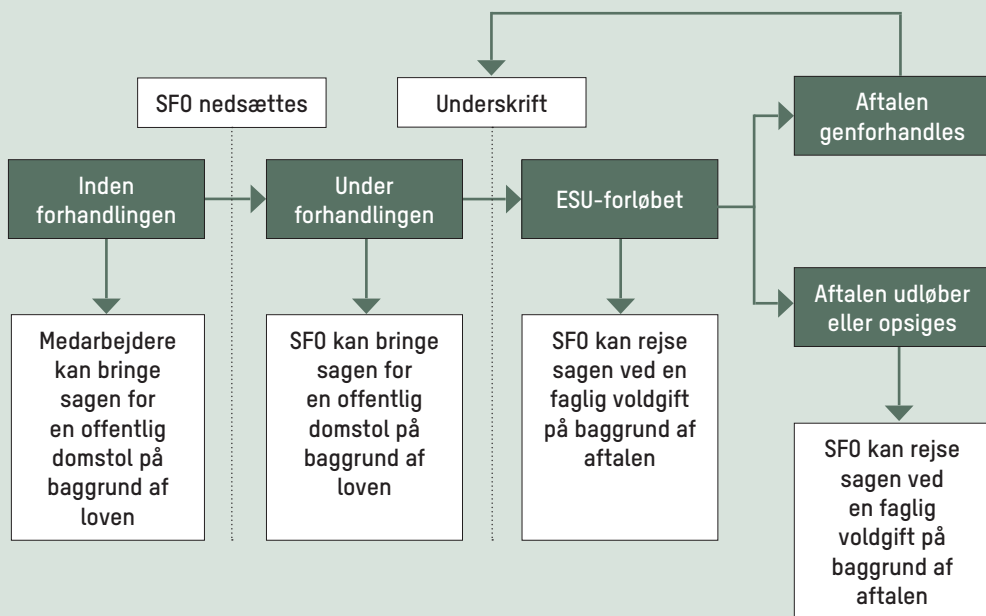 SFO nedsættes
Underskrift
Aftalen
genforhandles
Inden
forhandlingen
Under
forhandlingen
ESU-forløbet
Aftalen udløber
eller opsiges
Medarbejdere
kan bringe
sagen for
en offentlig
domstol på
baggrund af
loven
SFO kan bringe
sagen for
en offentlig
domstol på
baggrund af
loven
SFO kan rejse
sagen ved en
faglig voldgift
på baggrund af
aftalen
SFO kan rejse
sagen ved
en faglig
voldgift på
baggrund af
aftalen